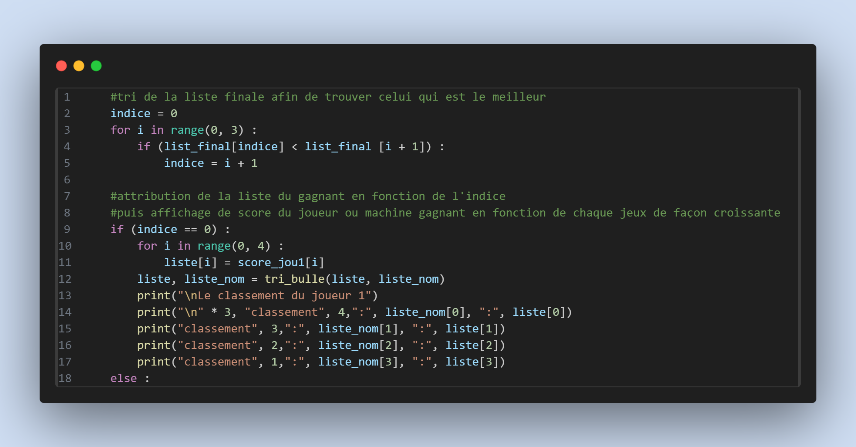 1 #tri de la liste finale afin de trouver celui qui est le meilleur
2 indice = 0
3 for i in range(0, 3) :
4 if (list_final[indice] < list_final [i + 1]) :
5 indice = i + 1
6
7 #attribution de la liste du gagnant en fonction de l'indice
8 #puis affichage de score du joueur ou machine gagnant en fonction de chaque jeux de façon croissante
9 if (indice == 0) :
10 for i in range(0, 4) :
11 liste[i] = score_jou1[i]
12 liste, liste_nom = tri_bulle(liste, liste_nom)
13 print("\nLe classement du joueur 1")
14 print("\n" * 3, "classement", 4,":", liste_nom[0], ":", liste[0])
15 print("classement", 3,":", liste_nom[1], ":", liste[1])
16 print("classement", 2,":", liste_nom[2], ":", liste[2])
17 print("classement", 1,":", liste_nom[3], ":", liste[3])
18 else :